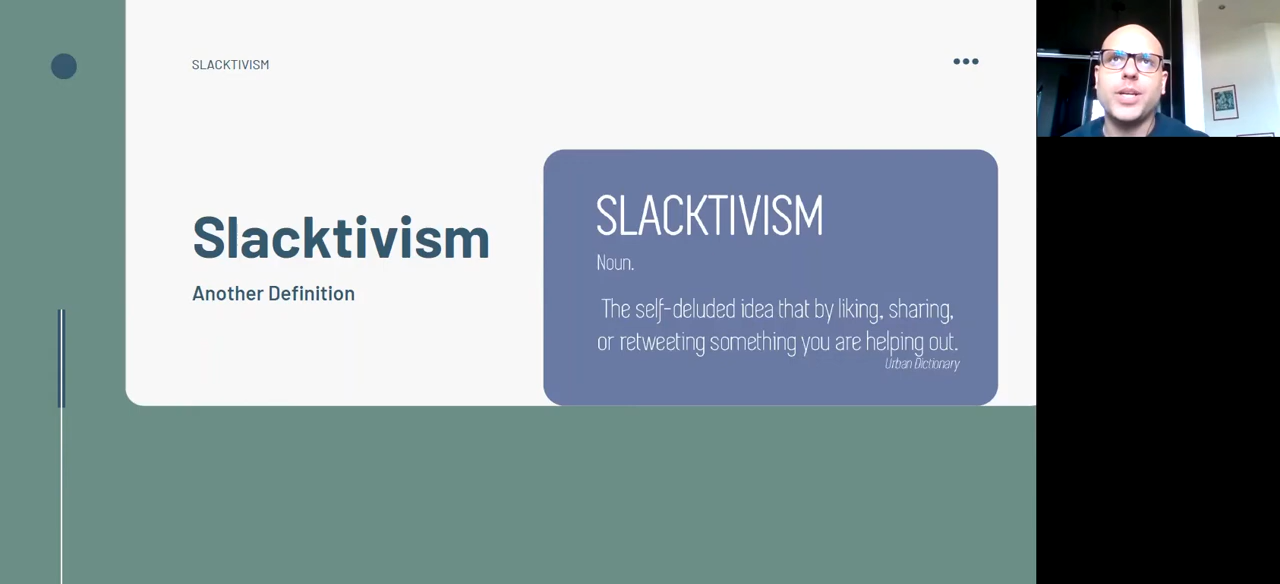 SLACKTIVISM
Slacktivism
Another Definition
SLACKTIVISM
Noun.
The self-deluded idea that by liking, sharing,
or retweeting something you are helping out.
Urban Dictionary